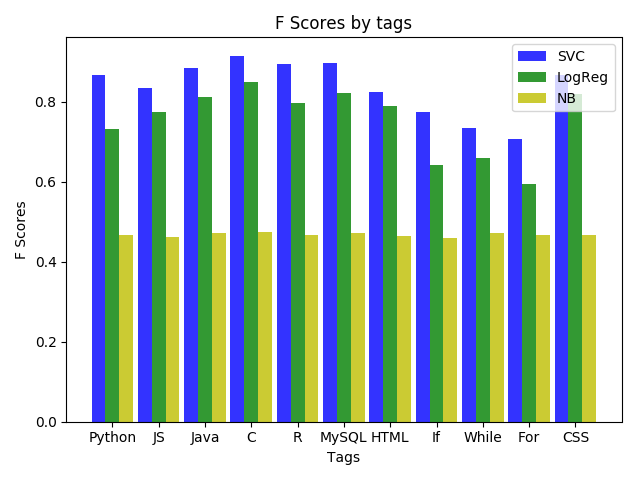 F Scores by tags
SVC
LogReg
NB
F Scores
0.8
0.6
0.4
0.2
0.0
Python JS Java C R MySQL HTML If While For CSS
Tags